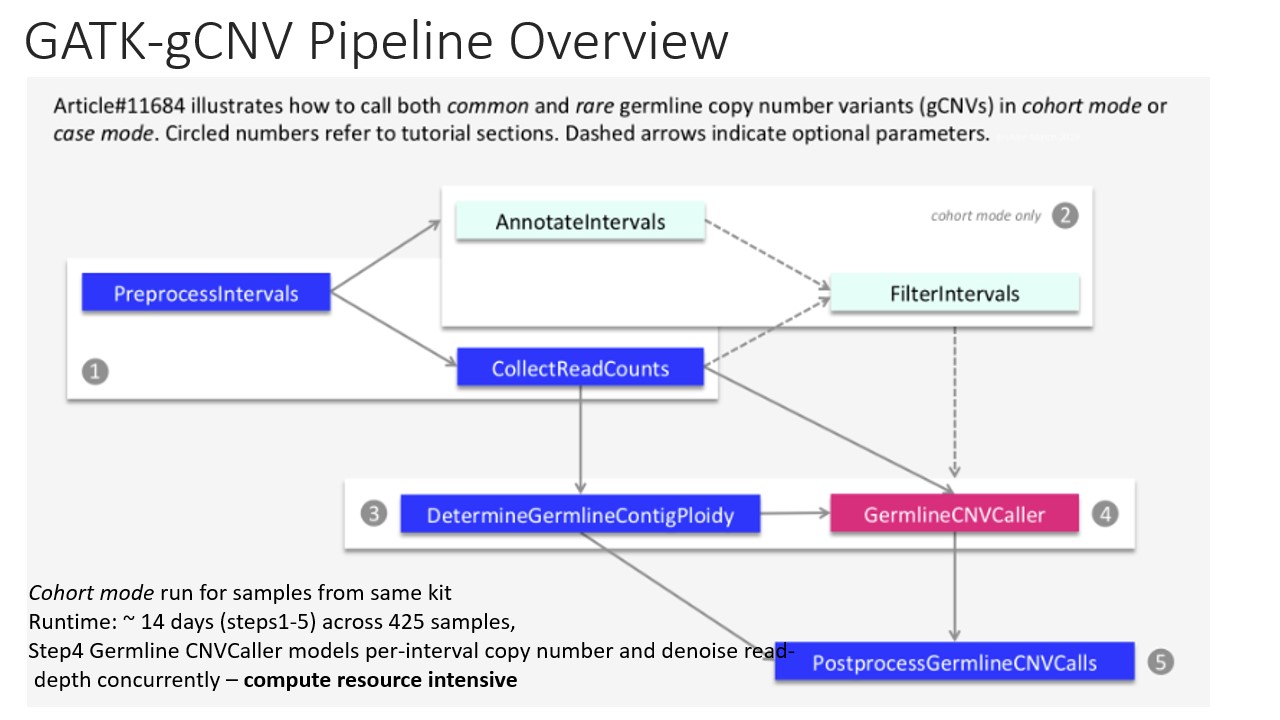 GATK-gCNV Pipeline Overview
Article#11684 illustrates how to call both common and rare germline copy number variants (gCNVs) in cohort mode or
case mode. Circled numbers refer to tutorial sections. Dashed arrows indicate optional parameters.
AnnotateIntervals
cohort mode only 2
PreprocessIntervals
FilterIntervals
1
CollectReadCounts
3
DetermineGermlineContigPloidy
GermlineCNVCaller
4
Cohort mode run for samples from same kit
Runtime: ~ 14 days (steps1-5) across 425 samples,
Step4 Germline CNVCaller models per-interval copy number and denoise read-
depth concurrently – compute resource intensive
PostprocessGermlineCNVCalls
5